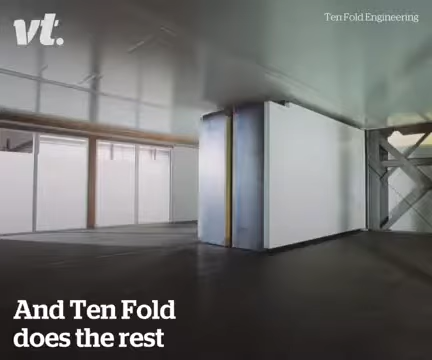 vt.
Ten Fold Engineering
And Ten Fold
does the rest